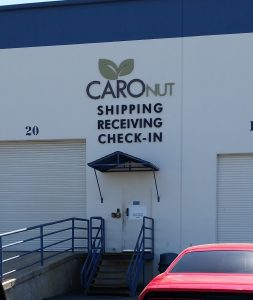 CARONUT
SHIPPING
RECEIVING
CHECK-IN
20